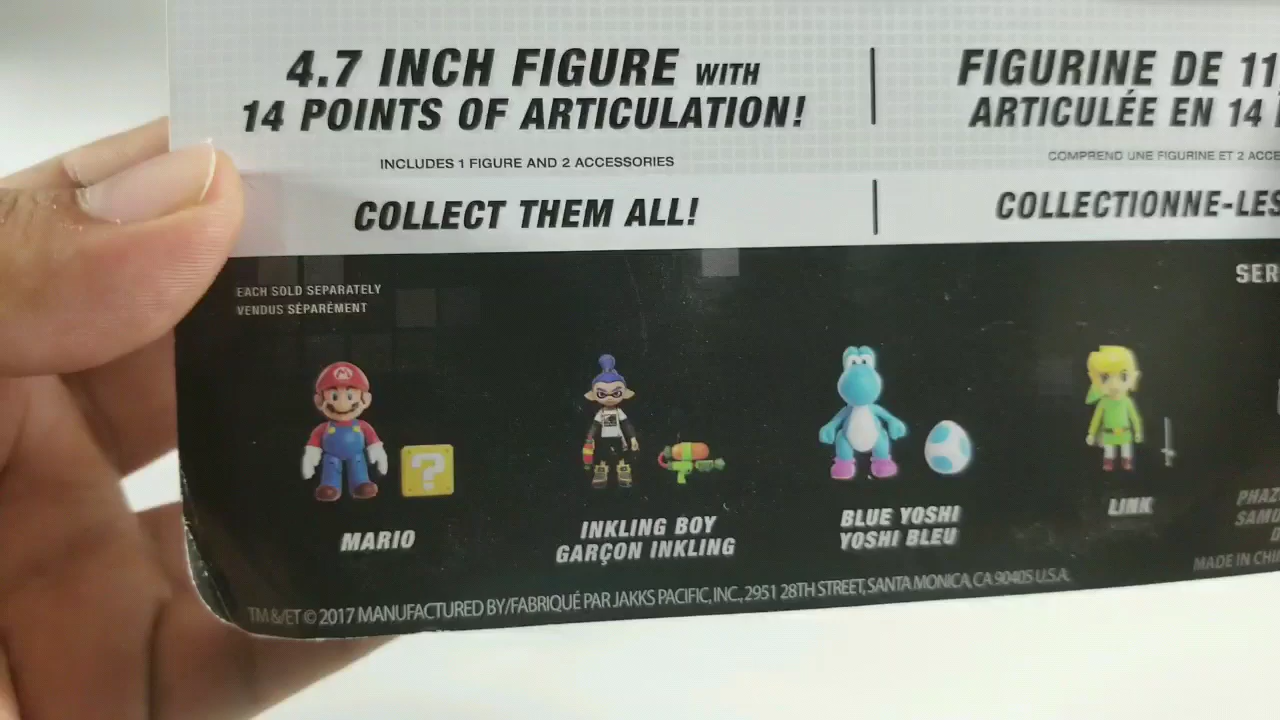 4.7 INCH FIGURE WITH
14 POINTS OF ARTICULATION!
INCLUDES 1 FIGURE AND 2 ACCESSORIES
COLLECT THEM ALL!
FIGURINE DE 11
ARTICULÉE EN 14
COMPREND UNE FIGURINE ET 2 ACCE
COLLECTIONNE-LES
EACH SOLD SEPARATELY
VENDUS SÉPARÉMENT
SER
?
MARIO
INKLING BOY
GARÇON INKLING
BLUE YOSHI
YOSHI BLEU
LINK
PHAZ
SAMU
MADE IN CHI
TM &/ET © 2017 MANUFACTURED BY/FABRIQUÉ PAR JAKKS PACIFIC, INC., 2951 28TH STREET, SANTA MONICA, CA 90405 U.S.A.